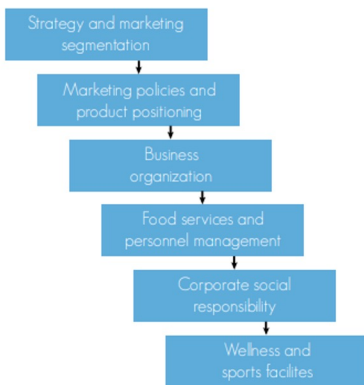 Strategy and marketing
segmentation
Marketing policies and
product positioning
Business
organization
Food services and
personnel management
Corporate social
responsibility
Wellness and
sports facilites